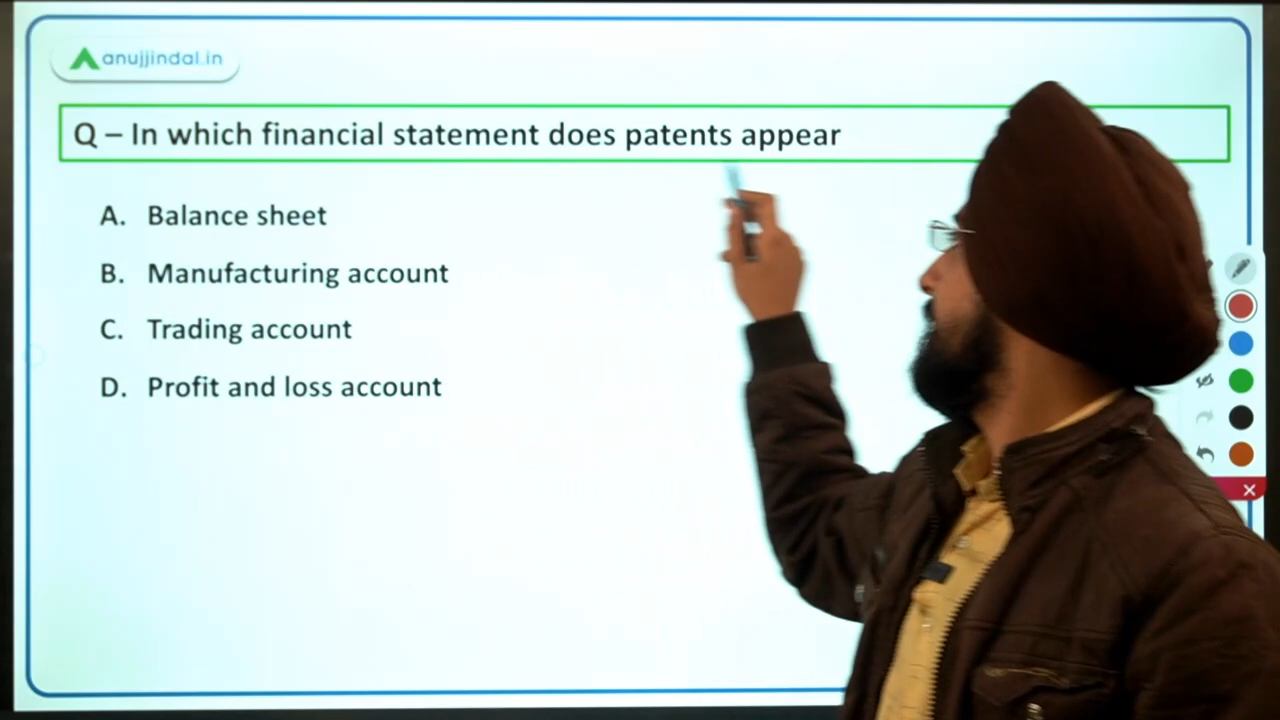 anujjindal.in
Q – In which financial statement does patents appear
A. Balance sheet
B. Manufacturing account
C. Trading account
D. Profit and loss account